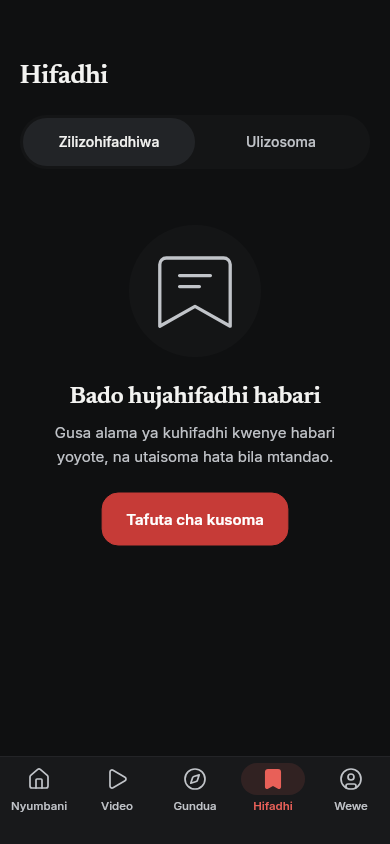 Hifadhi
Zilizohifadhiwa
Ulizosoma
Bado hujahifadhi habari
Gusa alama ya kuhifadhi kwenye habari
yoyote, na utaisoma hata bila mtandao.
Tafuta cha kusoma
Nyumbani
Video
Gundua
Hifadhi
Wewe